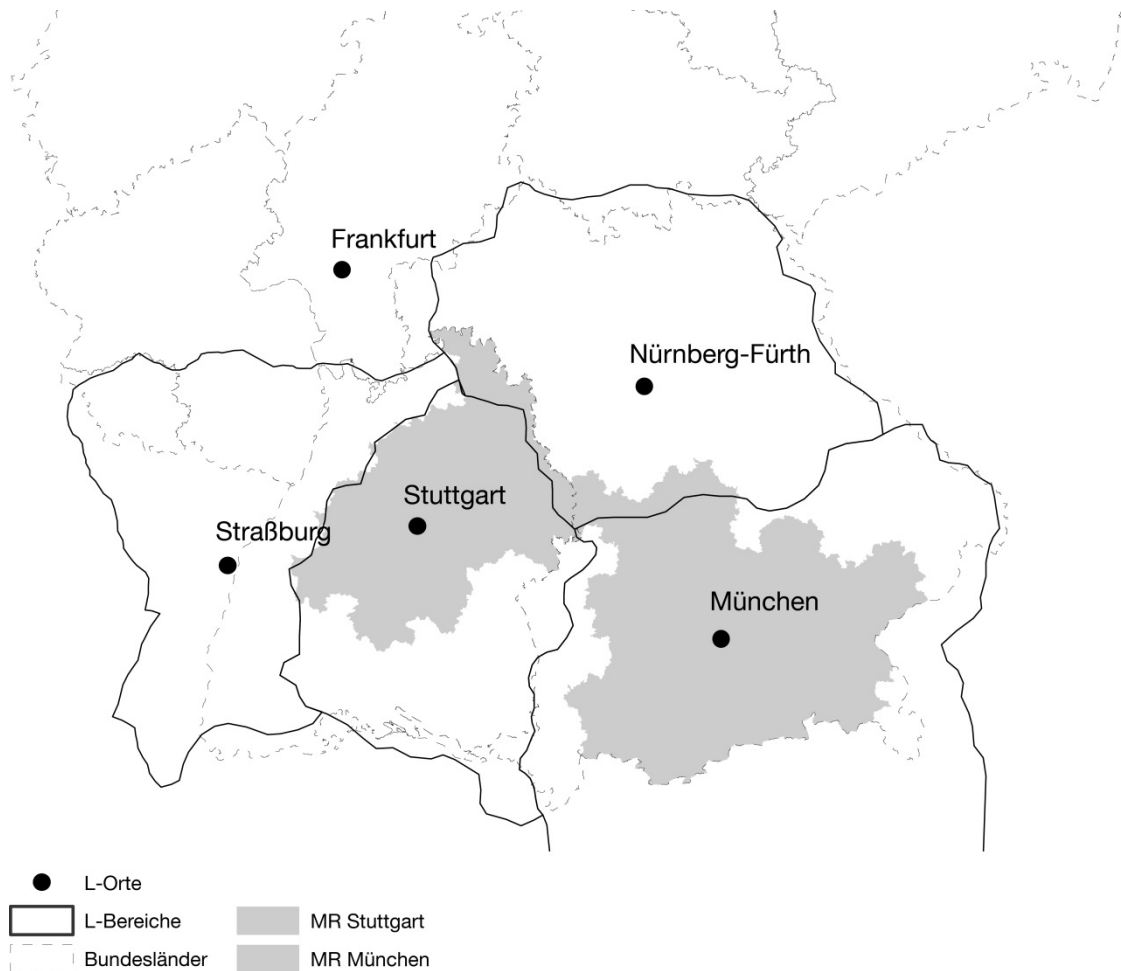 Frankfurt
Nürnberg-Fürth
Stuttgart
Straßburg
München
L-Orte
L-Bereiche
MR Stuttgart
Bundesländer
MR München